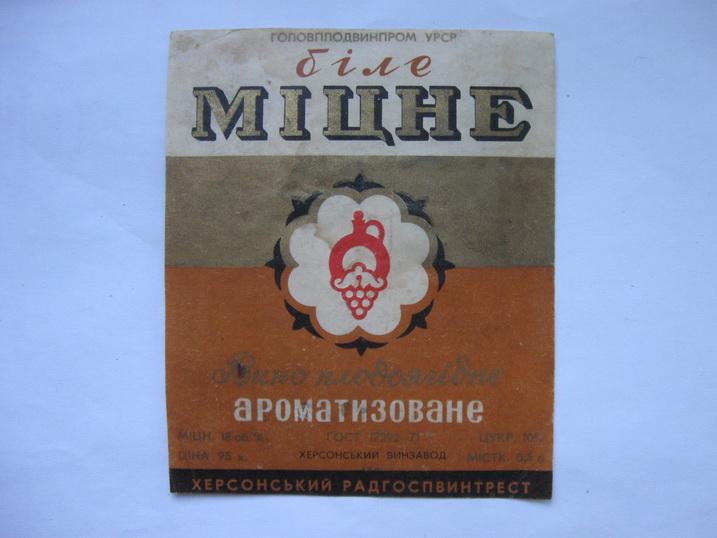 ГОЛОВПЛОДВИНПРОМ УРСР
біле
МІЦНЕ
Вино плодоягідне
ароматизоване
МІЦН. 18 об. % ГОСТ ЦУКР. 10%
ЦІНА 95 к. ХЕРСОНСЬКИЙ ВИНЗАВОД МІСТК. 0,5 л.
ХЕРСОНСЬКИЙ РАДГОСПВИНТРЕСТ